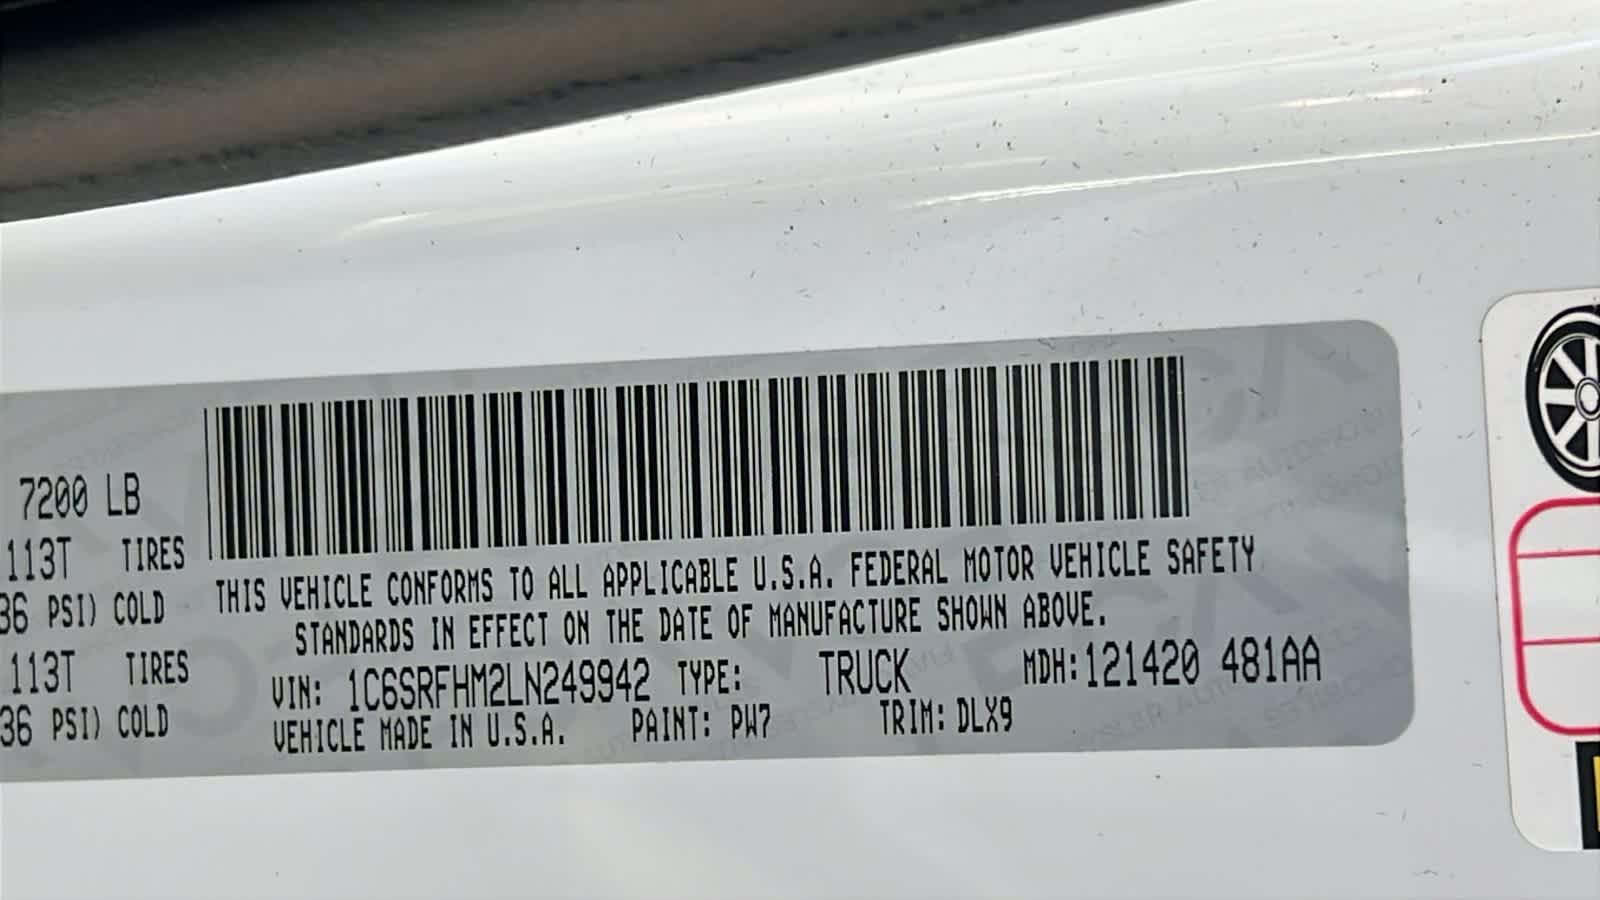 7200 LB
113T TIRES
36 PSI) COLD
113T TIRES
36 PSI) COLD
THIS VEHICLE CONFORMS TO ALL APPLICABLE U.S.A. FEDERAL MOTOR VEHICLE SAFETY
STANDARDS IN EFFECT ON THE DATE OF MANUFACTURE SHOWN ABOVE.
VIN: 1C6SRFHM2LN249942 TYPE: TRUCK MDH: 121420 481AA
VEHICLE MADE IN U.S.A. PAINT: PW7 TRIM: DLX9